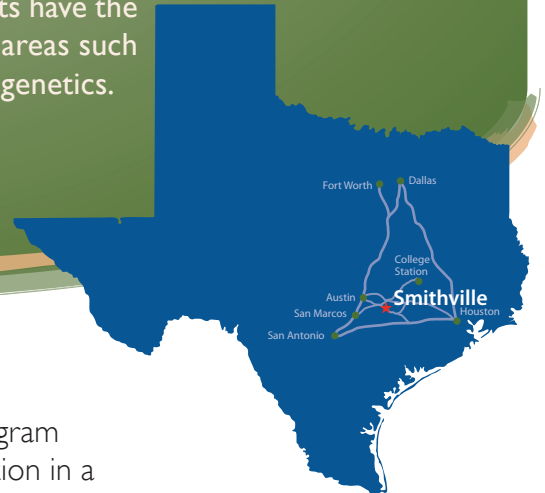 ts have the
areas such
genetics.
Fort Worth
Dallas
College
Station
Austin
Smithville
San Marcos
Houston
San Antonio
gram
tion in a